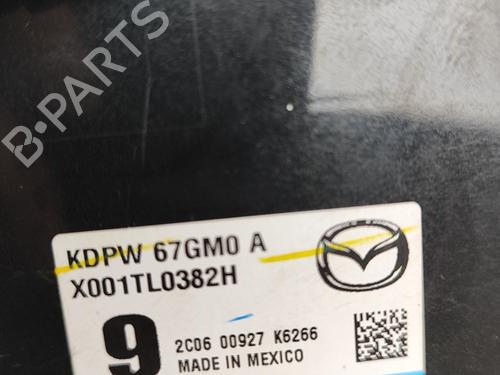 B-PARTS
KDPW 67GM0 A
X001TL0382H
9
2C06 00927 K6266
MADE IN MEXICO